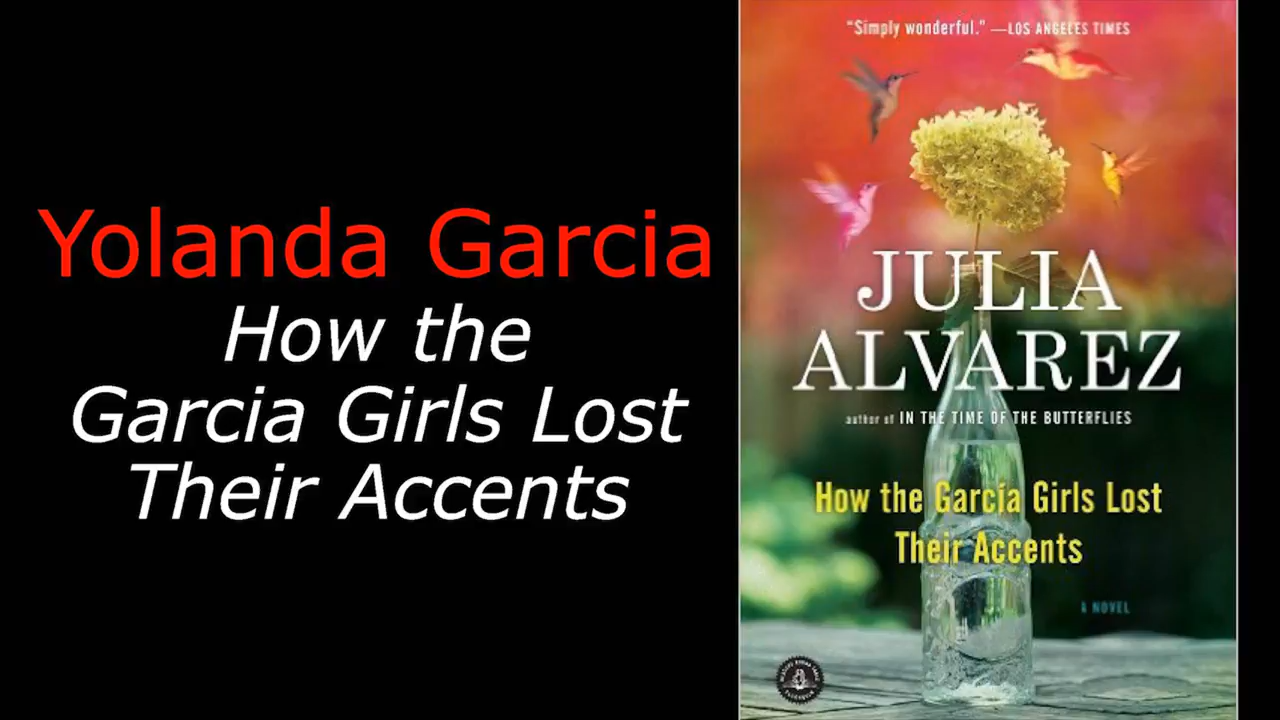 Yolanda Garcia
How the
Garcia Girls Lost
Their Accents
“Simply wonderful.” —LOS ANGELES TIMES
JULIA
ALVAREZ
author of IN THE TIME OF THE BUTTERFLIES
How the García Girls Lost
Their Accents
A NOVEL